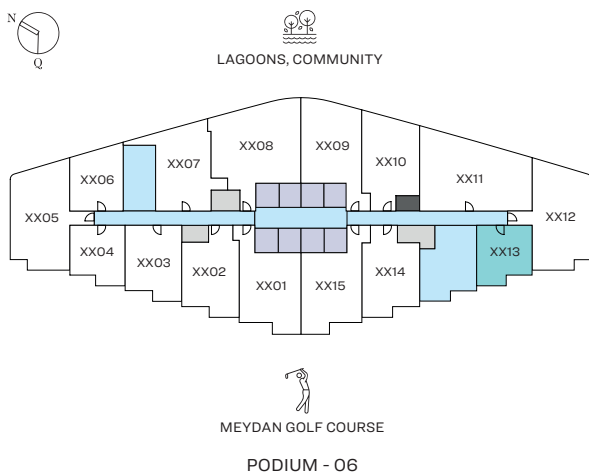 N
Q
LAGOONS, COMMUNITY
XX08
XX09
XX07
XX10
XX06
XX11
XX05
XX12
XX04
XX03
XX02
XX01
XX15
XX14
XX13
MEYDAN GOLF COURSE
PODIUM - 06